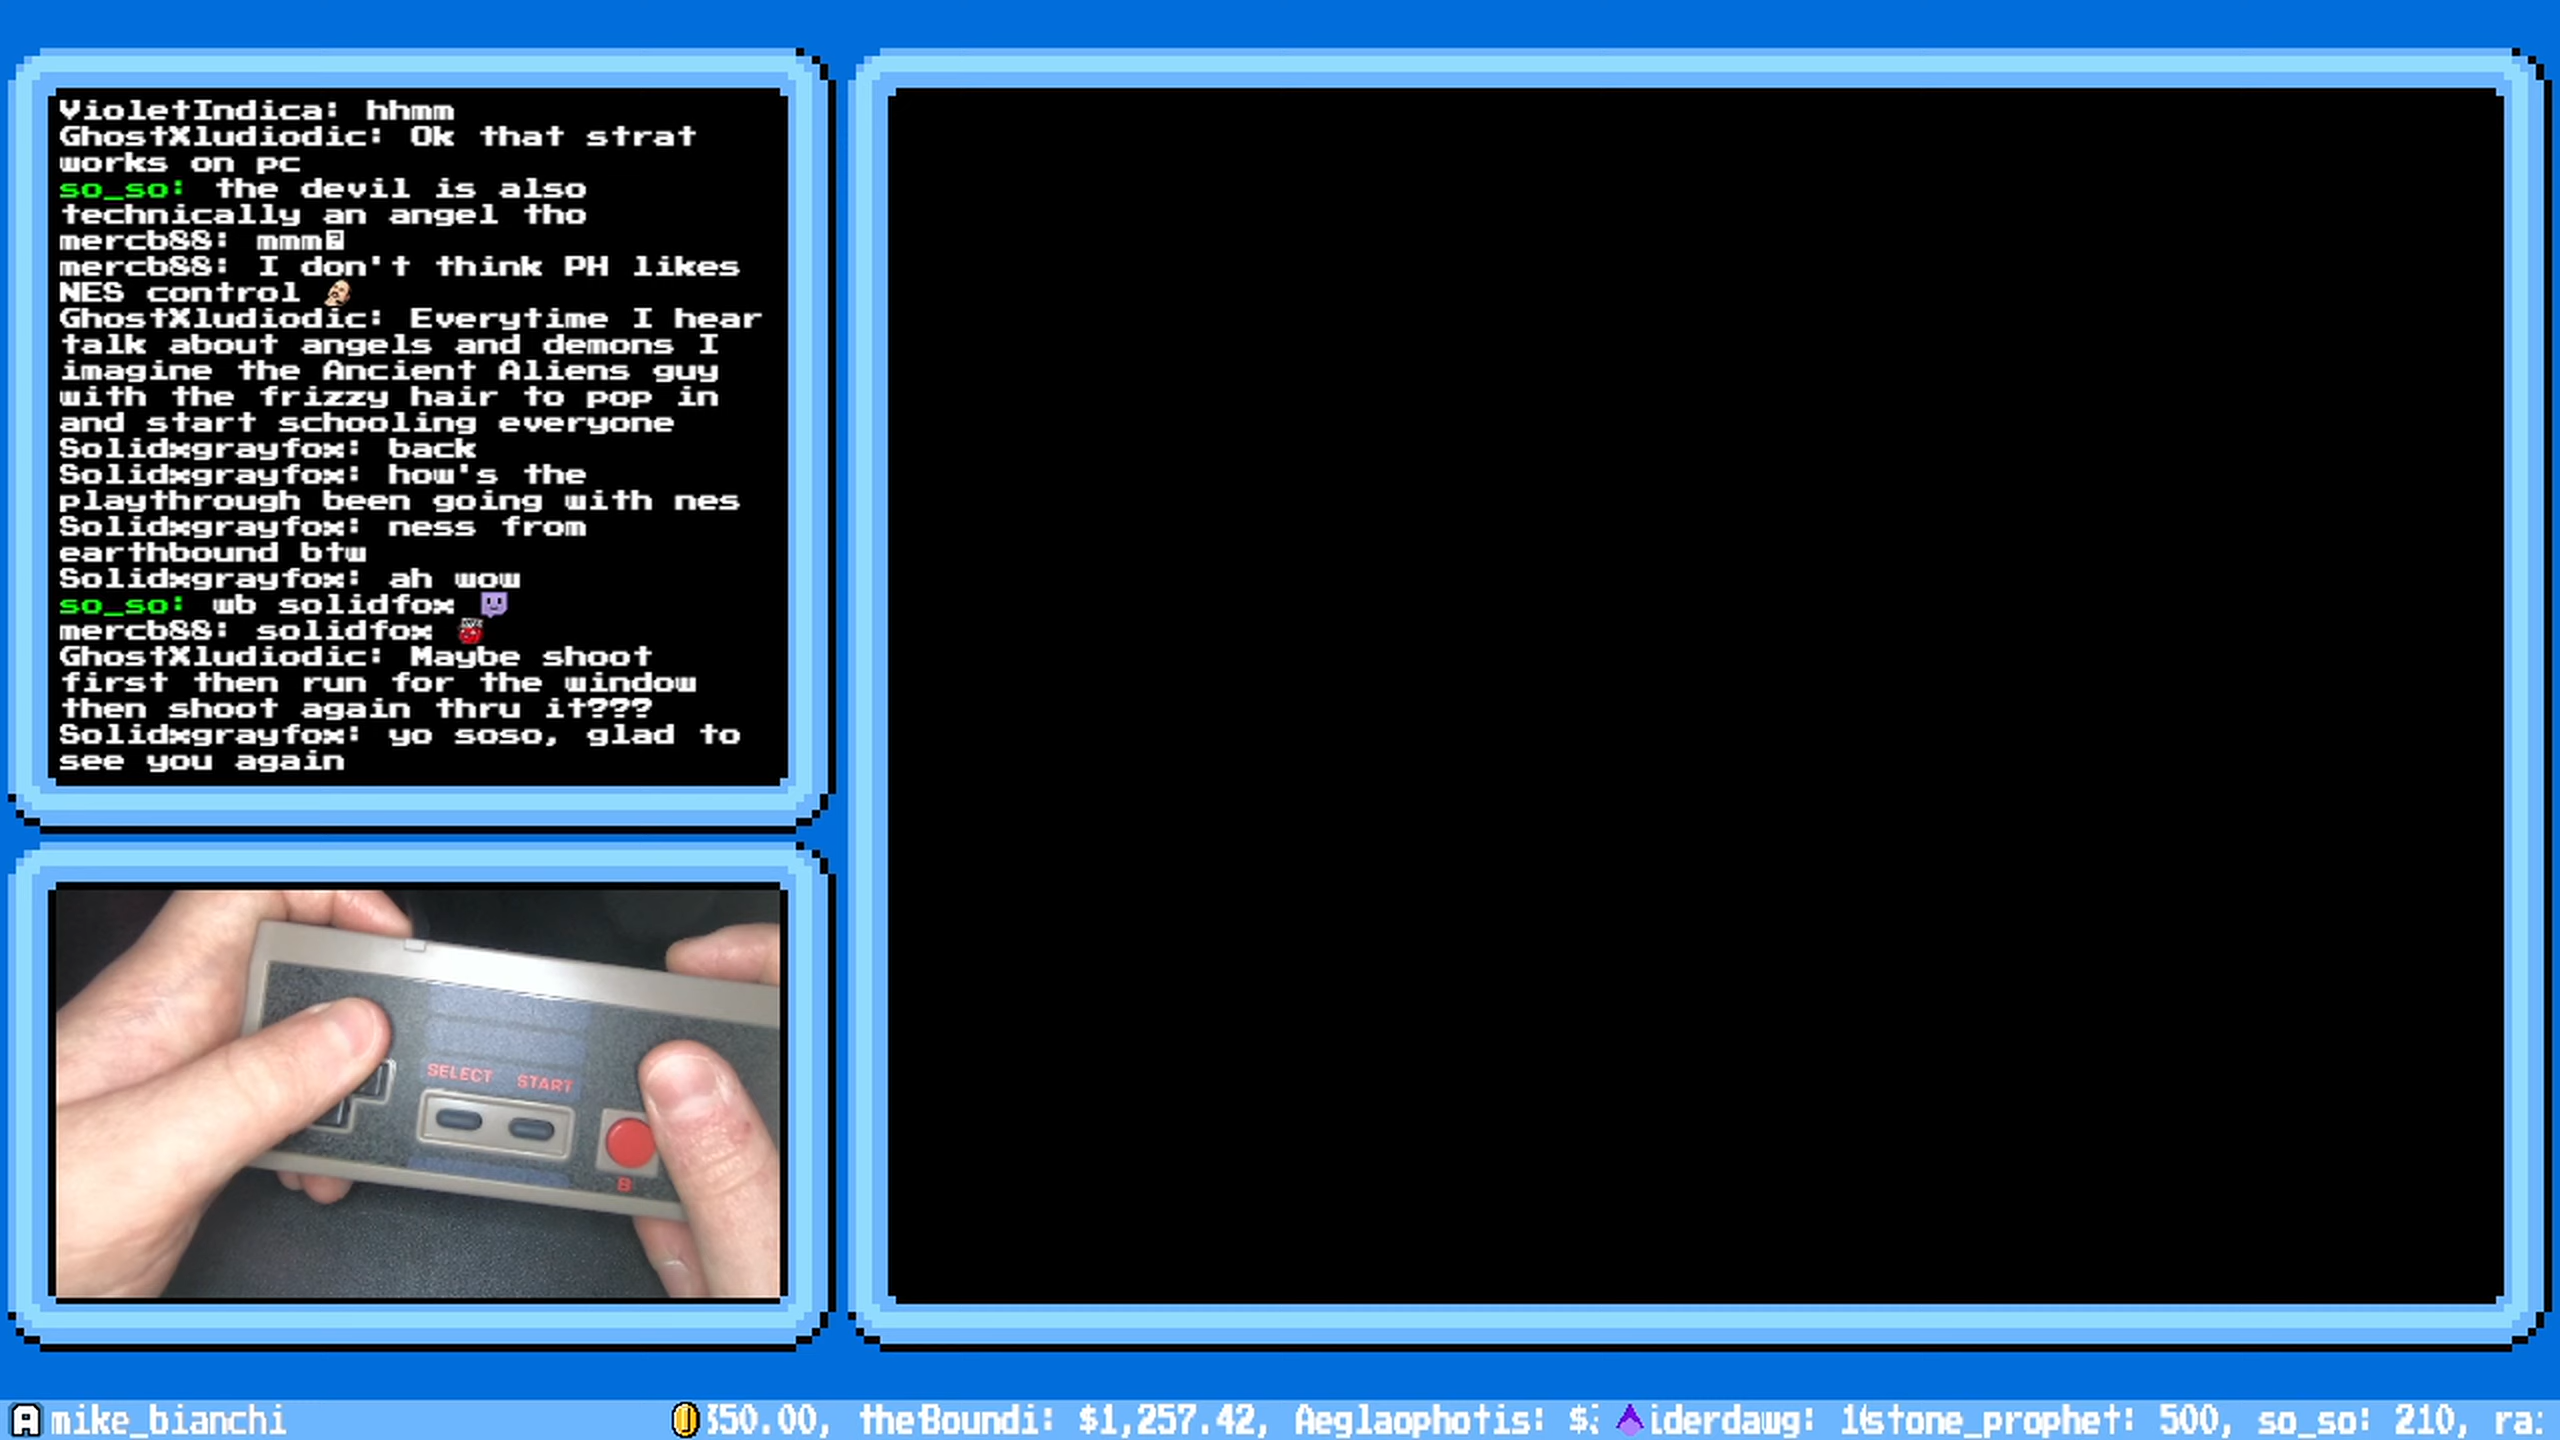 VioletIndica: hhmm
GhostXludiodic: Ok that strat
works on pc
so_so: the devil is also
technically an angel tho
mercb88: mmm
mercb88: I don't think PH likes
NES control
GhostXludiodic: Everytime I hear
talk about angels and demons I
imagine the Ancient Aliens guy
with the frizzy hair to pop in
and start schooling everyone
Solidxgrayfox: back
Solidxgrayfox: how's the
playthrough been going with nes
Solidxgrayfox: ness from
earthbound btw
Solidxgrayfox: ah wow
so_so: wb solidfox
mercb88: solidfox
GhostXludiodic: Maybe shoot
first then run for the window
then shoot again thru it???
Solidxgrayfox: yo soso, glad to
see you again
SELECT START
B
A mike_bianchi
350.00, theBoundi: $1,257.42, Aeglaophotis: iderdawg: stone_prophet: 500, so_so: 210,